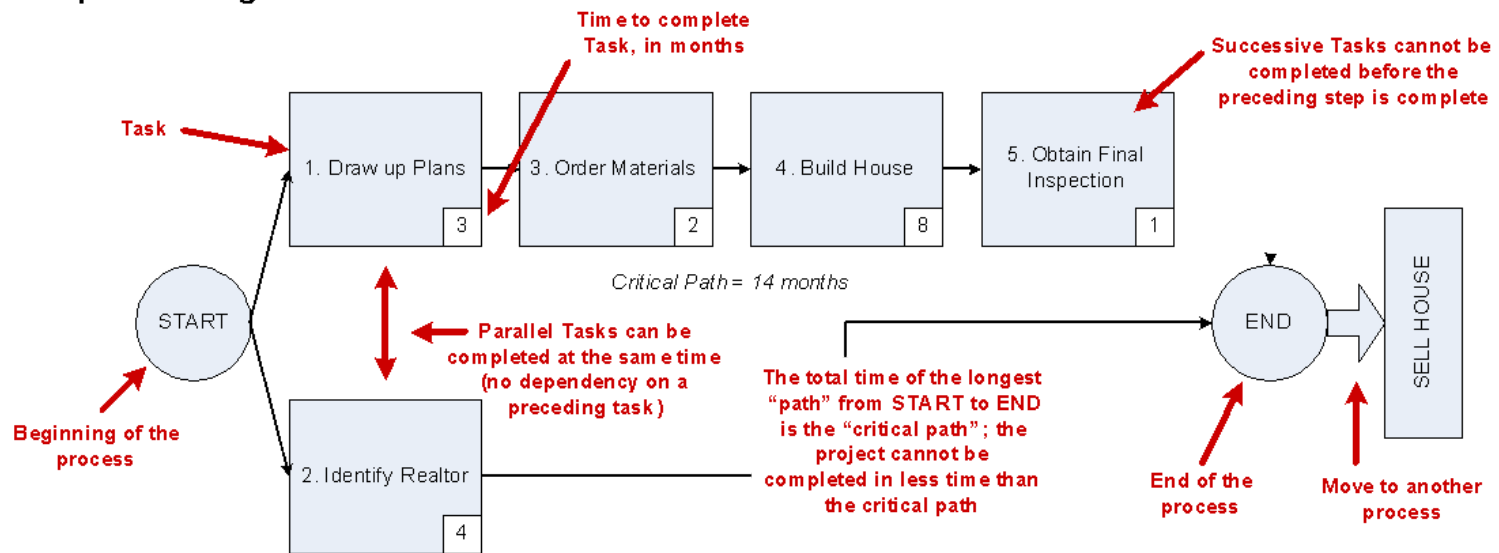 Time to complete
Task, in months
Successive Tasks cannot be
completed before the
preceding step is complete
Task
1. Draw up Plans
3
3. Order Materials
2
4. Build House
8
5. Obtain Final
Inspection
1
Critical Path = 14 months
START
Parallel Tasks can be
completed at the same time
(no dependency on a
preceding task)
END
SELL HOUSE
The total time of the longest
"path" from START to END
is the "critical path"; the
project cannot be
completed in less time than
the critical path
Beginning of the
process
2. Identify Realtor
4
End of the
process
Move to another
process